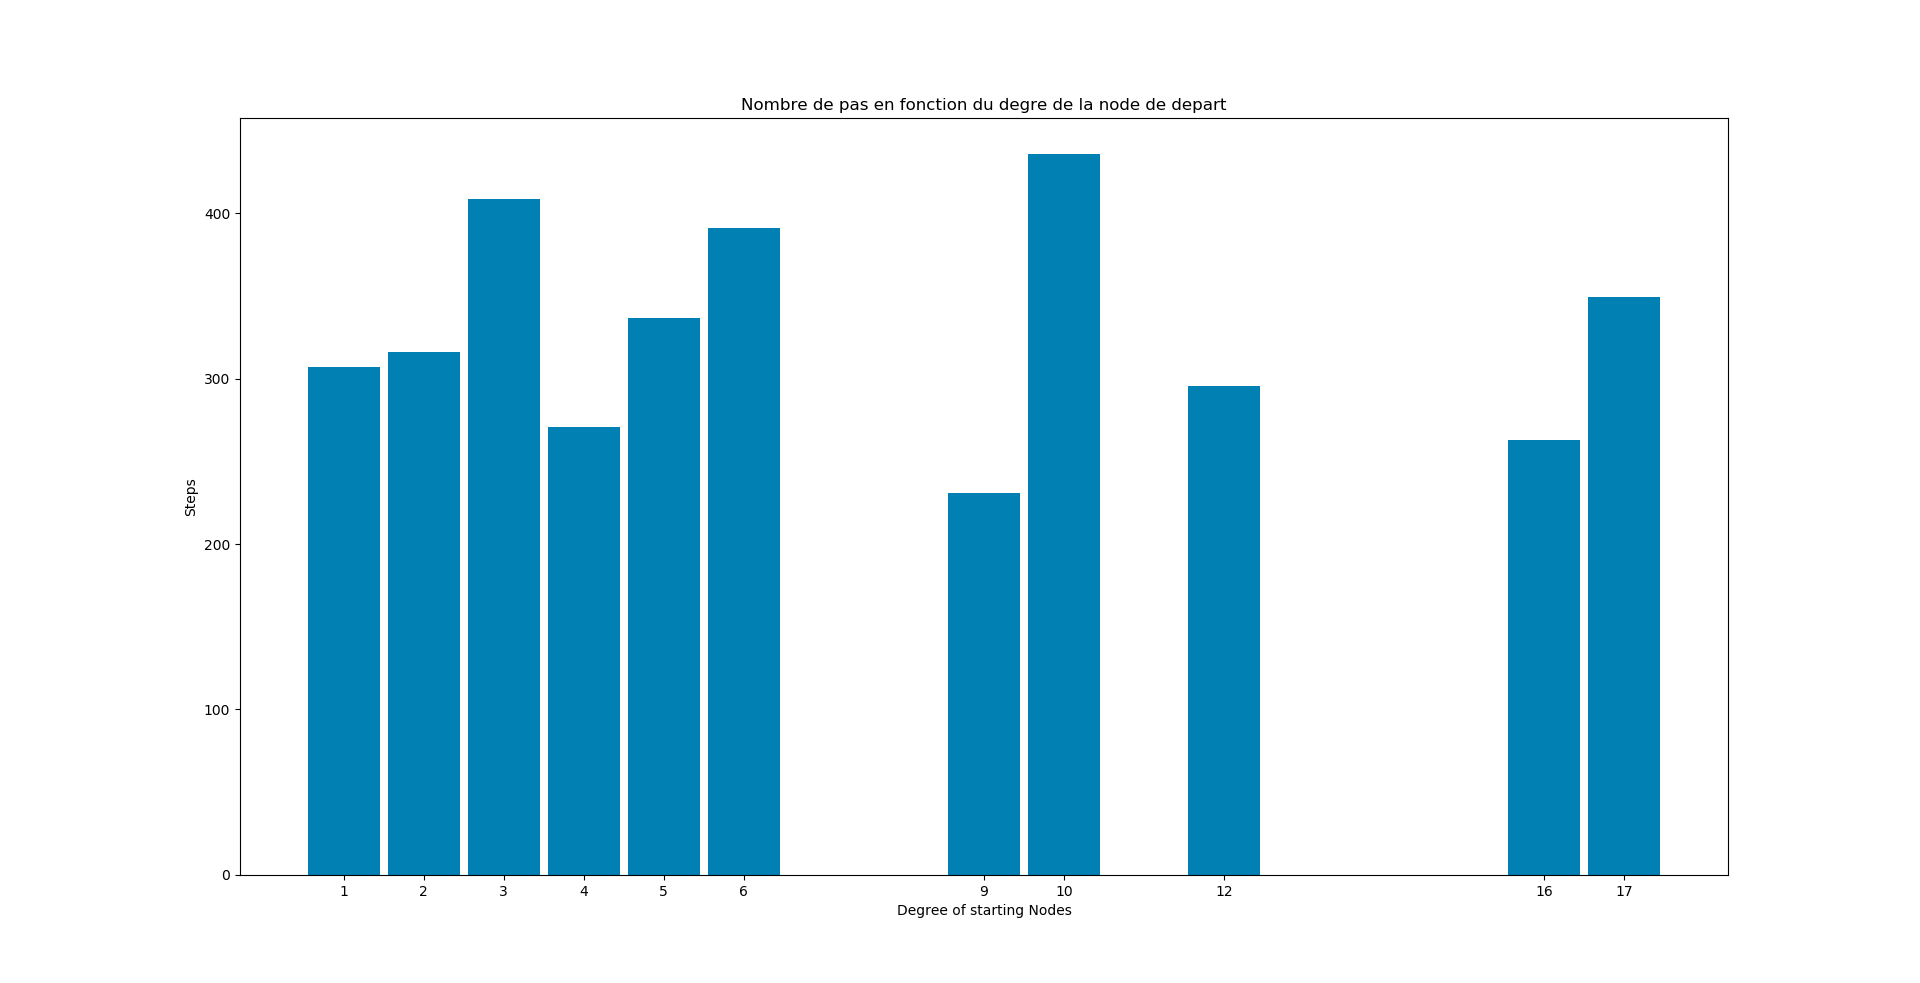 Nombre de pas en fonction du degre de la node de depart
Steps
400
300
200
100
0
1 2 3 4 5 6 9 10 12 16 17
Degree of starting Nodes